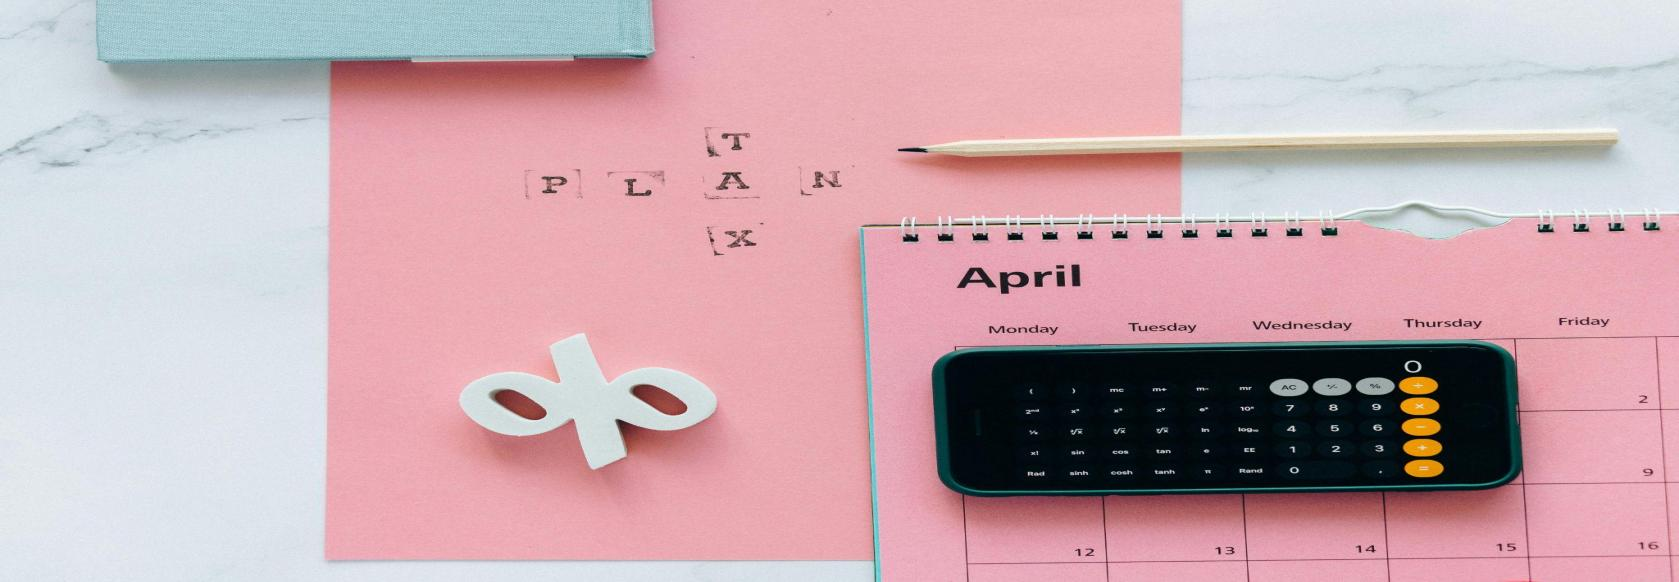 T
P L A N
X
April
Monday Tuesday Wednesday Thursday Friday
0
( ) mc m+ m- mr AC +/- % ÷
2ⁿᵈ x² x³ xʸ eˣ 10ˣ 7 8 9 ×
¹/x ²√x ³√x ʸ√x ln log₁₀ 4 5 6 −
x! sin cos tan e EE 1 2 3 +
Rad sinh cosh tanh π Rand 0 . =
2
9
12 13 14 15 16